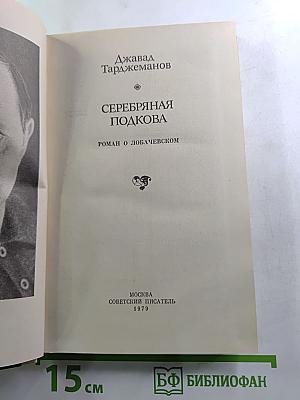 Джавад
Тарджеманов
СЕРЕБРЯНАЯ
ПОДКОВА
РОМАН О ЛОБАЧЕВСКОМ
МОСКВА
СОВЕТСКИЙ ПИСАТЕЛЬ
1979
15 см
БФ БИБЛИОФАН